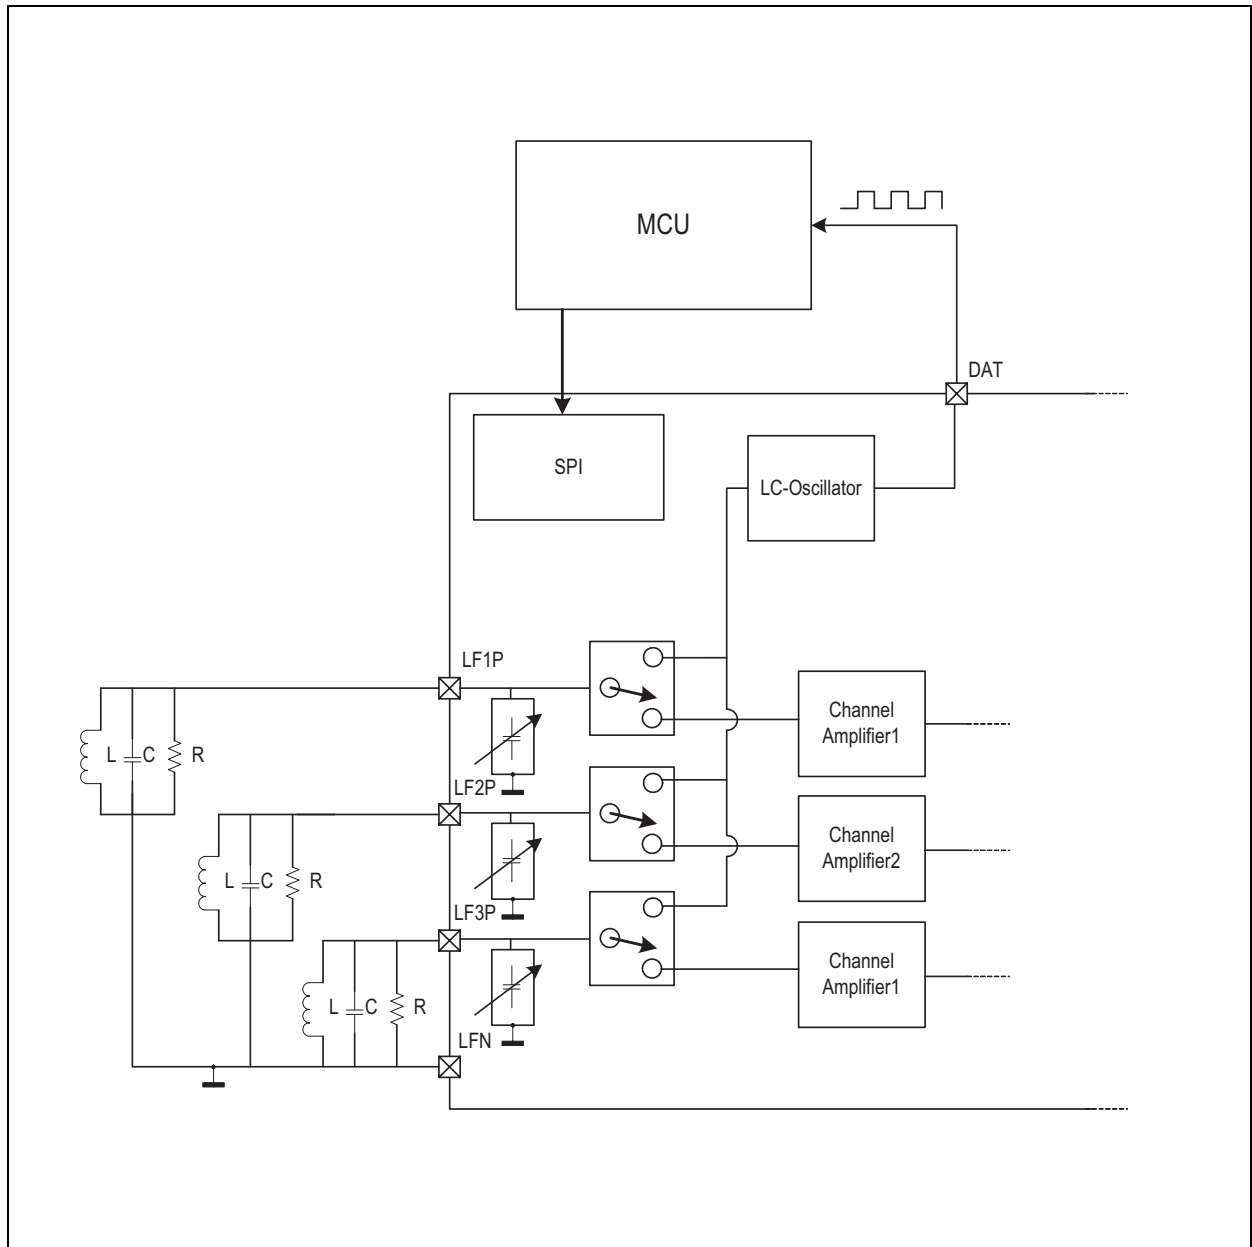 MCU
DAT
SPI
LC-Oscillator
LF1P
Channel
Amplifier1
L C R
LF2P
Channel
Amplifier2
L C R
LF3P
Channel
Amplifier1
L C R
LFN